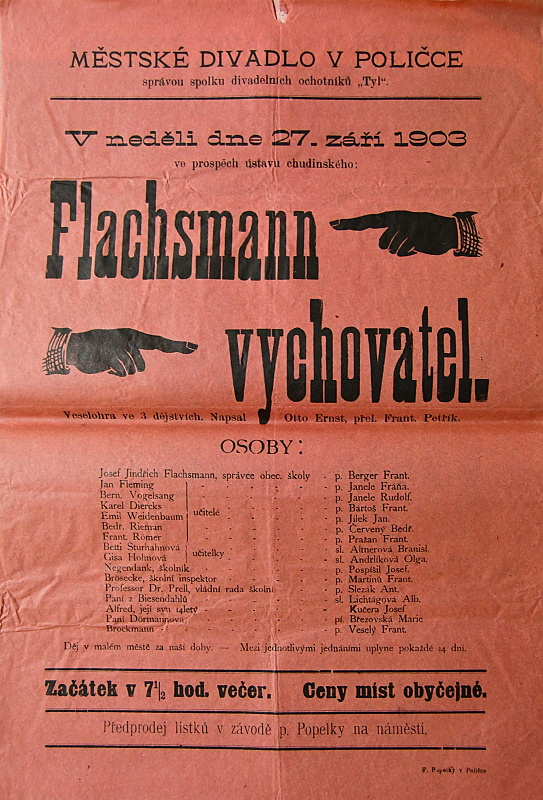 MĚSTSKÉ DIVADLO V POLIČCE
správou spolku divadelních ochotníků „Tyl“.
V neděli dne 27. září 1903
ve prospěch ústavu chudinského:
Flachsmann
vychovatel.
Veselohra ve 3 dějstvích. Napsal Otto Ernst, přel. Frant. Petřík.
OSOBY:
Josef Jindřich Flachsmann, správce obec. školy - p. Berger Frant.
Jan Fleming - - - - - p. Janele Fráňa.
Bern. Vogelsang - - - - - p. Janele Rudolf.
Karel Diercks - - - - - p. Bartoš Frant.
Emil Weidenbaum učitelé - - - - p. Jílek Jan.
Bedř. Rieman - - - - - p. Červený Bedř.
Frant. Römer - - - - - p. Pražan Frant.
Betti Sturhahnová učitelky - - - - sl. Altnerová Branisl.
Gisa Holmová - - - - sl. Andrlíková Olga.
Negendank, školník - - - - - p. Pospíšil Josef.
Brösecke, školní inspektor - - - - p. Martinů Frant.
Professor Dr. Prell, vládní rada školní - - - p. Slezák Ant.
Paní z Biesendahlů - - - - - sl. Lichtágová Alb.
Alfred, její syn 14letý - - - - - Kučera Josef
Paní Dörmannová - - - - - pí. Březovská Marie
Brockmann - - - - - p. Veselý Frant.
Děj v malém městě za naší doby. — Mezi jednotlivými jednáními uplyne pokaždé 14 dní.
Začátek v 7 1/2 hod. večer. Ceny míst obyčejné.
Předprodej lístků v závodě p. Popelky na náměstí.
F. Popelký v Poličce